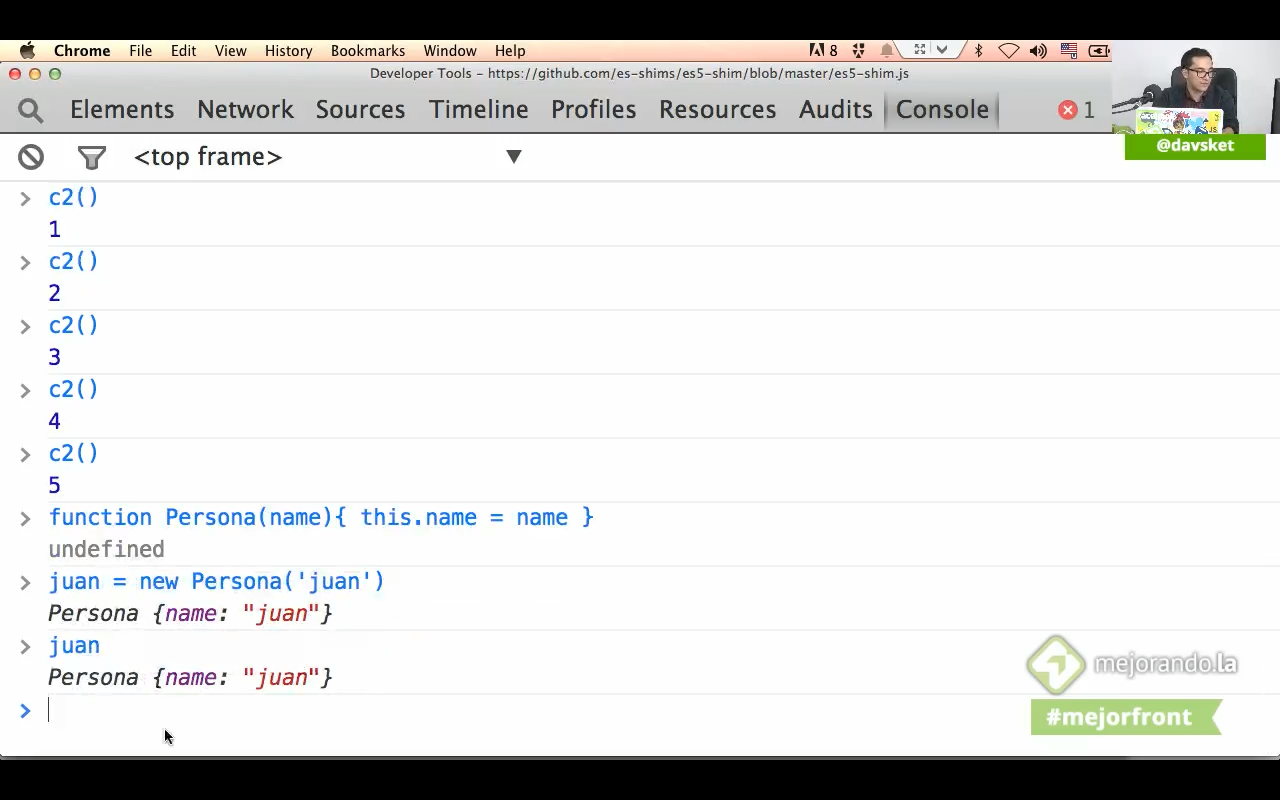 Chrome File Edit View History Bookmarks Window Help 8
Developer Tools - https://github.com/es-shims/es5-shim/blob/master/es5-shim.js
Elements Network Sources Timeline Profiles Resources Audits Console 1
<top frame>
@davsket
> c2()
1
> c2()
2
> c2()
3
> c2()
4
> c2()
5
> function Persona(name){ this.name = name }
undefined
> juan = new Persona('juan')
Persona {name: "juan"}
> juan
Persona {name: "juan"}
>
mejorando.la
#mejorfront